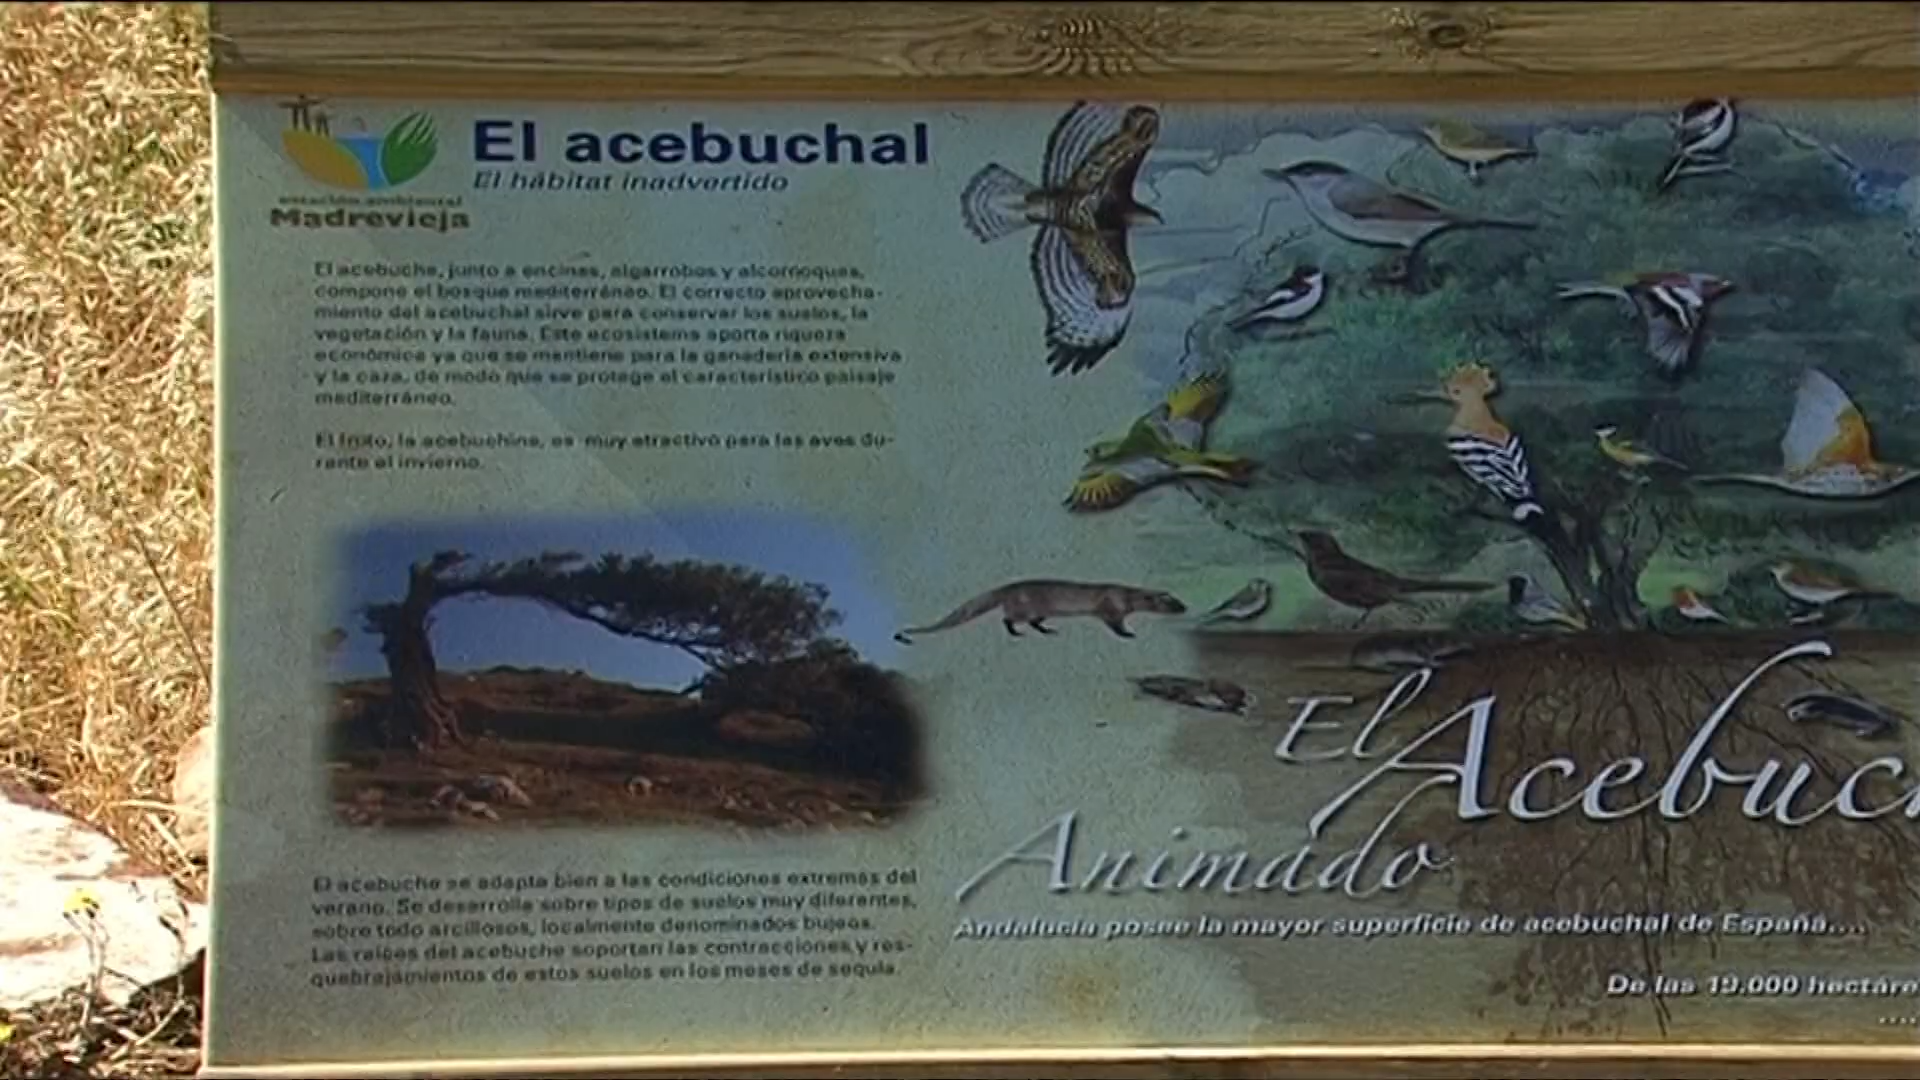 El acebuchal
El hábitat inadvertido
estación ambiental
Madrevieja
El acebuche, junto a encinas, algarrobos y alcornoques,
compone el bosque mediterráneo. El correcto aprovecha-
miento del acebuchal sirve para conservar los suelos, la
vegetación y la fauna. Este ecosistema aporta riqueza
económica ya que se mantiene para la ganadería extensiva
y la caza, de modo que se protege el característico paisaje
mediterráneo.
El fruto, la acebuchina, es muy atractivo para las aves du-
rante el invierno.
El acebuche se adapta bien a las condiciones extremas del
verano. Se desarrolla sobre tipos de suelos muy diferentes,
sobre todo arcillosos, localmente denominados bujeos.
Las raíces del acebuche soportan las contracciones y res-
quebrajamientos de estos suelos en los meses de sequía.
El Acebuc
Animado
Andalucía posee la mayor superficie de acebuchal de España....
De las 19.000 hectáre
....